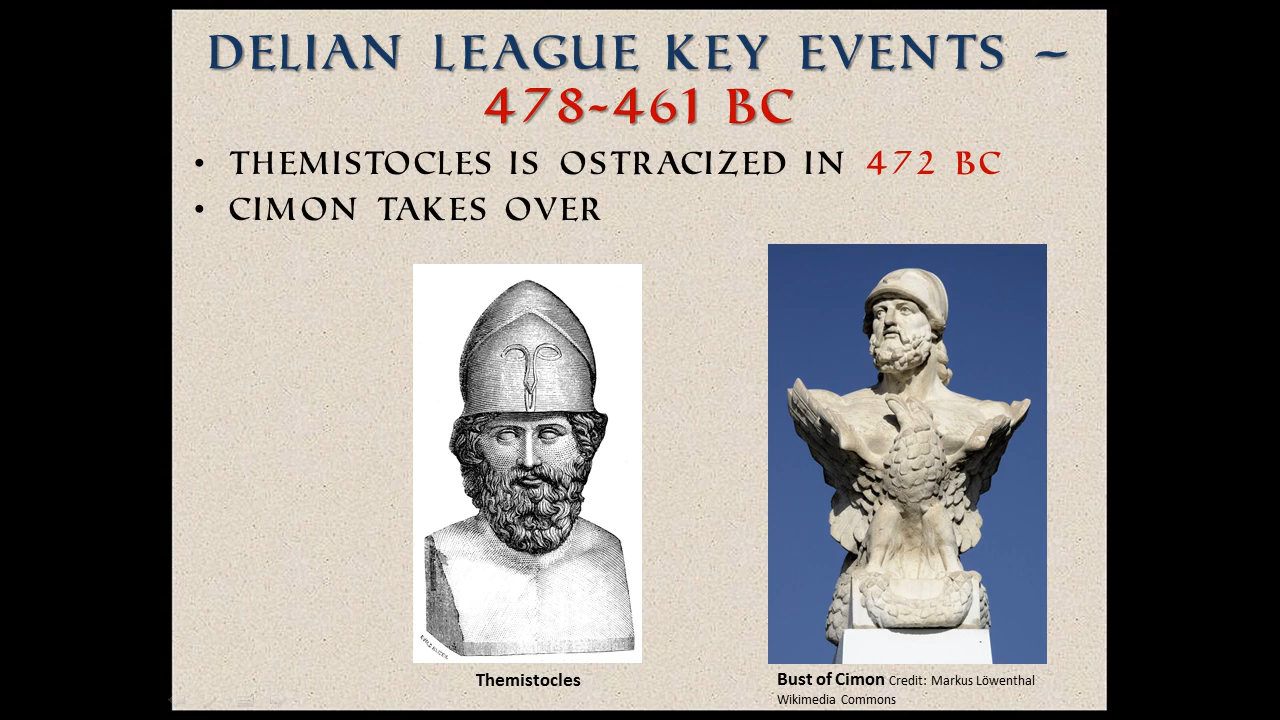 DELIAN LEAGUE KEY EVENTS –
478-461 BC
• THEMISTOCLES IS OSTRACIZED IN 472 BC
• CIMON TAKES OVER
Themistocles
Bust of Cimon Credit: Markus Löwenthal
Wikimedia Commons